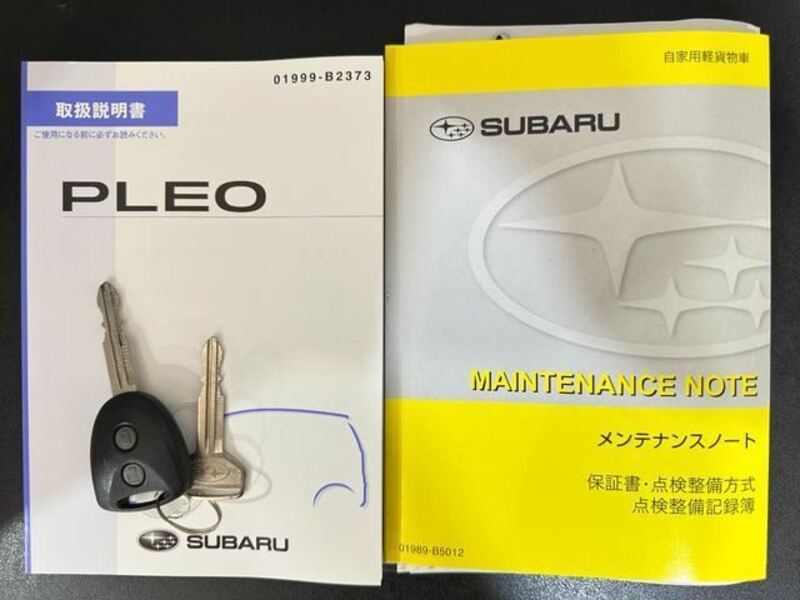 01999-B2373
取扱説明書
ご使用になる前に必ずお読みください。
PLEO
SUBARU
自家用軽貨物車
SUBARU
MAINTENANCE NOTE
メンテナンスノート
保証書・点検整備方式
点検整備記録簿
01989-B5012